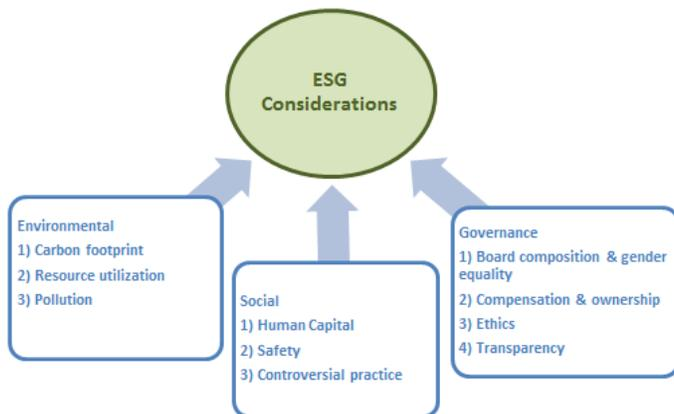 ESG
Considerations
Environmental
1) Carbon footprint
2) Resource utilization
3) Pollution
Social
1) Human Capital
2) Safety
3) Controversial practice
Governance
1) Board composition & gender
equality
2) Compensation & ownership
3) Ethics
4) Transparency